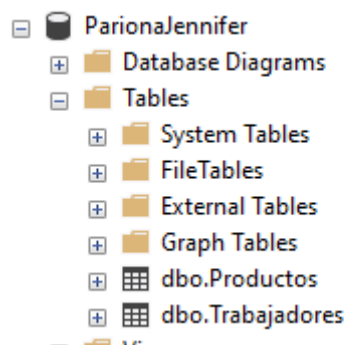 ParionaJennifer
Database Diagrams
Tables
System Tables
FileTables
External Tables
Graph Tables
dbo.Productos
dbo.Trabajadores